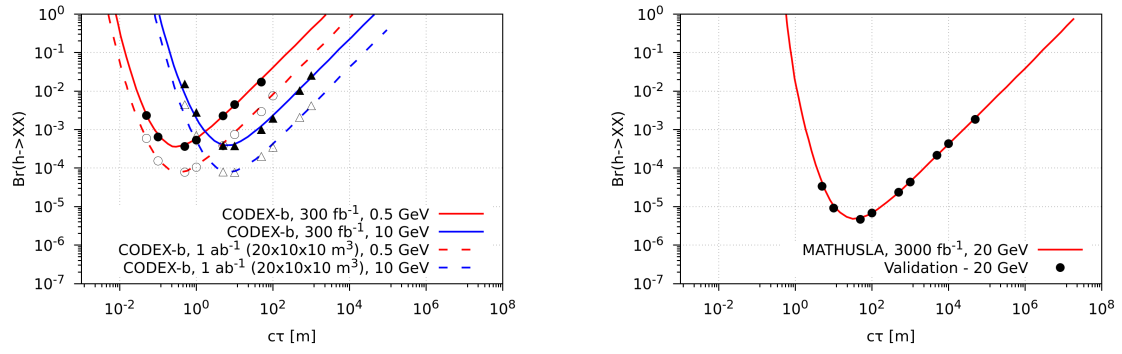 Br(h->XX)
10^0
10^-1
10^-2
10^-3
10^-4
10^-5
10^-6
10^-7
CODEX-b, 300 fb^-1, 0.5 GeV
CODEX-b, 300 fb^-1, 10 GeV
CODEX-b, 1 ab^-1 (20x10x10 m^3), 0.5 GeV
CODEX-b, 1 ab^-1 (20x10x10 m^3), 10 GeV
10^-2 10^0 10^2 10^4 10^6 10^8
cτ [m]
Br(h->XX)
10^0
10^-1
10^-2
10^-3
10^-4
10^-5
10^-6
10^-7
MATHUSLA, 3000 fb^-1, 20 GeV
Validation - 20 GeV
10^-2 10^0 10^2 10^4 10^6 10^8
cτ [m]